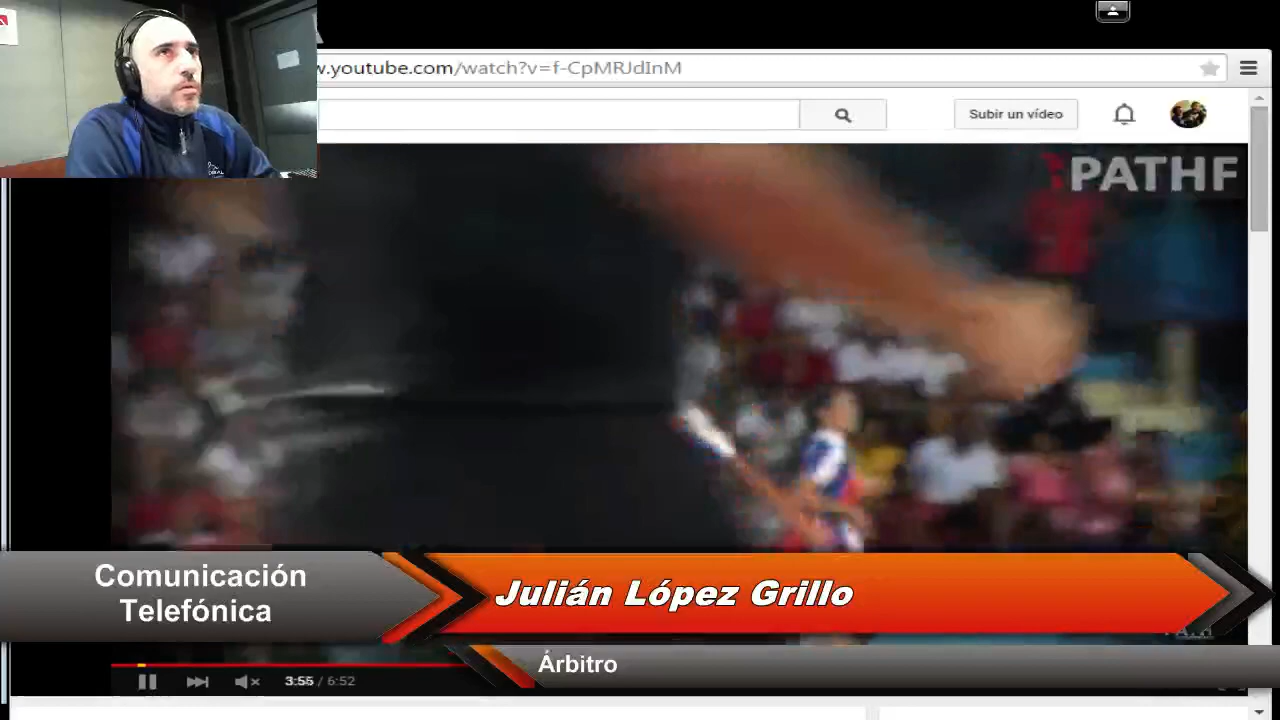 w.youtube.com/watch?v=f-CpMRJdInM
Subir un vídeo
PATHF
Comunicación
Telefónica
Julián López Grillo
Árbitro
3:55 / 6:52